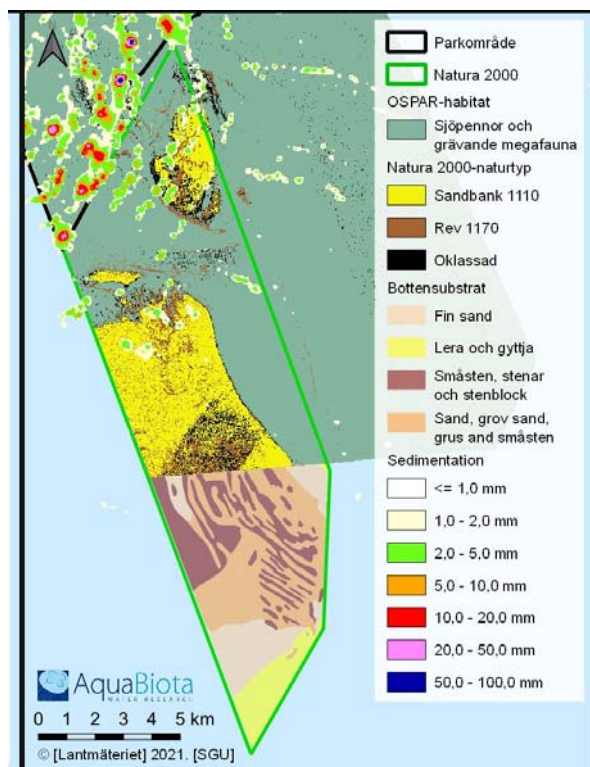 Parkområde
Natura 2000
OSPAR-habitat
Sjöpennor och
grävande megafauna
Natura 2000-naturtyp
Sandbank 1110
Rev 1170
Oklassad
Bottensubstrat
Fin sand
Lera och gyttja
Småsten, stenar
och stenblock
Sand, grov sand,
grus and småsten
Sedimentation
<= 1,0 mm
1,0 - 2,0 mm
2,0 - 5,0 mm
5,0 - 10,0 mm
10,0 - 20,0 mm
20,0 - 50,0 mm
50,0 - 100,0 mm
AquaBiota
WATER RESEARCH
0 1 2 3 4 5 km
© [Lantmäteriet] 2021. [SGU]